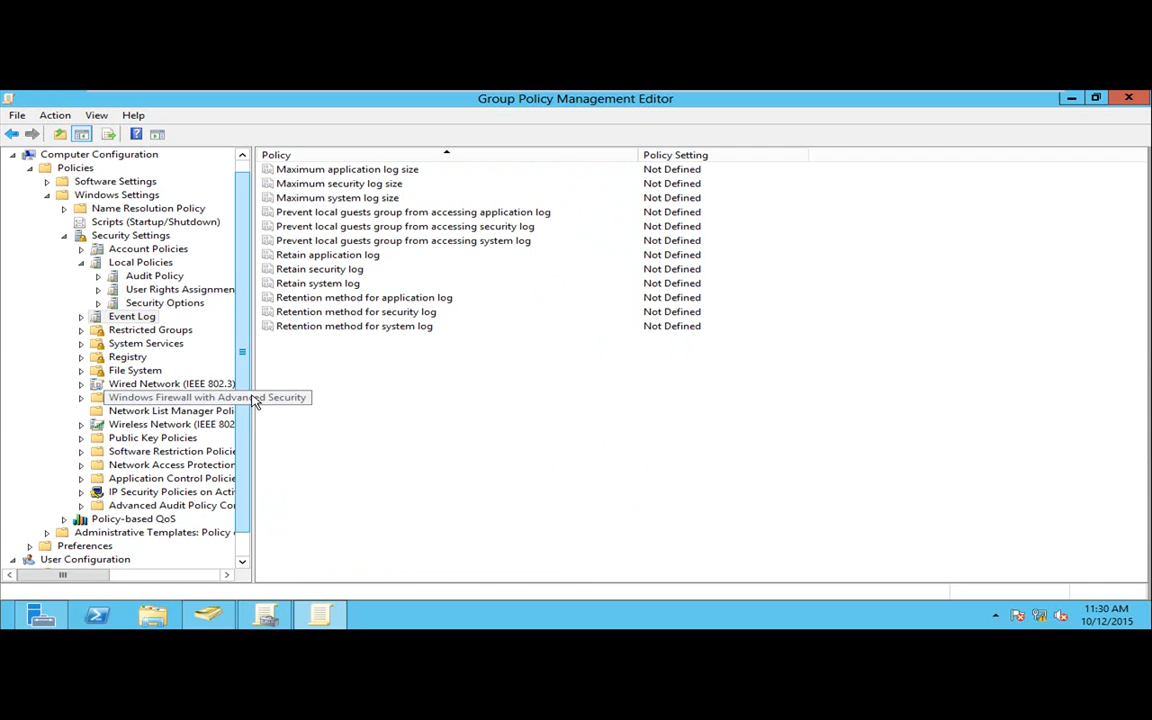 Group Policy Management Editor
File Action View Help
Computer Configuration
Policies
Software Settings
Windows Settings
Name Resolution Policy
Scripts (Startup/Shutdown)
Security Settings
Account Policies
Local Policies
Audit Policy
User Rights Assignmen
Security Options
Event Log
Restricted Groups
System Services
Registry
File System
Wired Network (IEEE 802.3)
Windows Firewall with Advanced Security
Network List Manager Poli
Wireless Network (IEEE 802
Public Key Policies
Software Restriction Policie
Network Access Protection
Application Control Policie
IP Security Policies on Acti
Advanced Audit Policy Co
Policy-based QoS
Administrative Templates: Policy
Preferences
User Configuration
Policy Policy Setting
Maximum application log size Not Defined
Maximum security log size Not Defined
Maximum system log size Not Defined
Prevent local guests group from accessing application log Not Defined
Prevent local guests group from accessing security log Not Defined
Prevent local guests group from accessing system log Not Defined
Retain application log Not Defined
Retain security log Not Defined
Retain system log Not Defined
Retention method for application log Not Defined
Retention method for security log Not Defined
Retention method for system log Not Defined
11:30 AM
10/12/2015